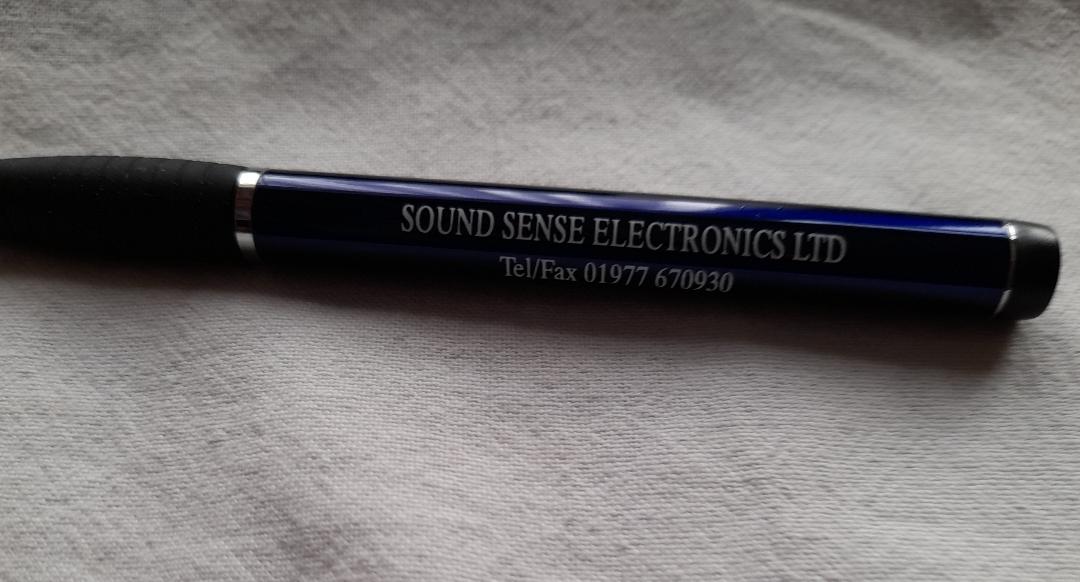 SOUND SENSE ELECTRONICS LTD
Tel/Fax 01977 670930